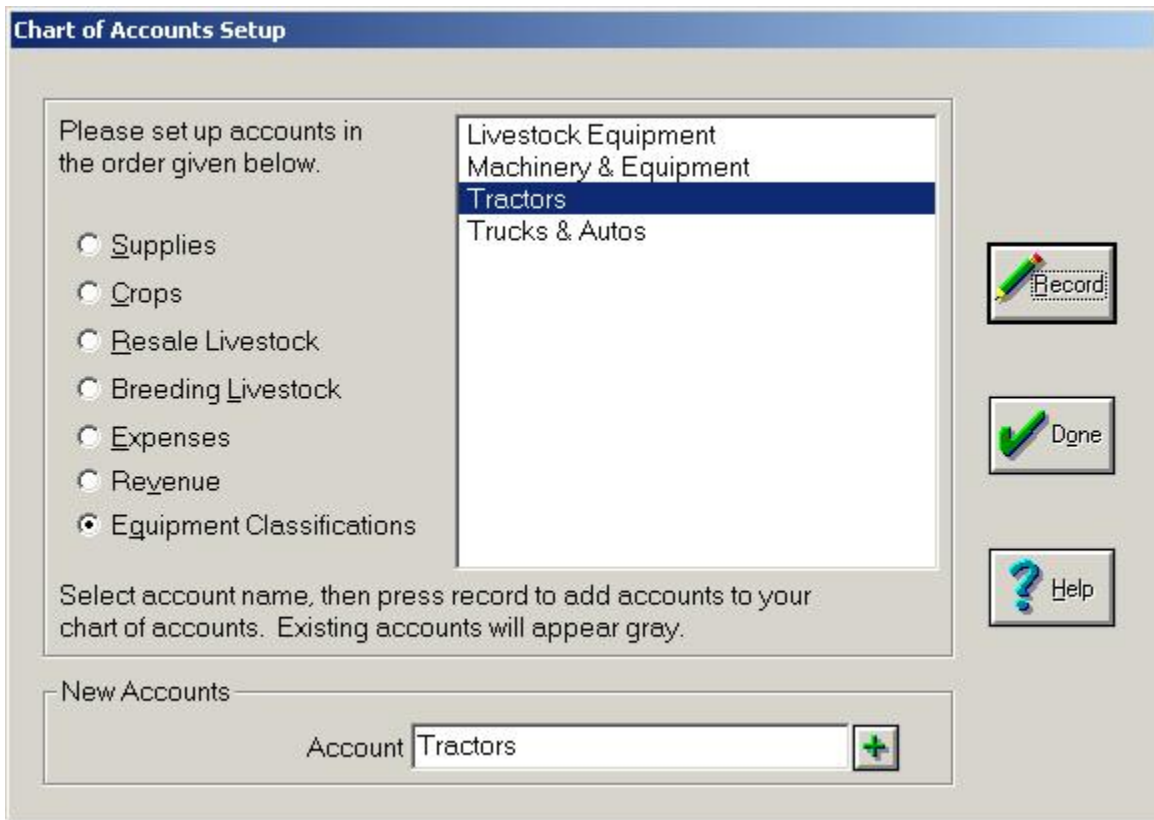 Chart of Accounts Setup
Please set up accounts in
the order given below.
Supplies
Crops
Resale Livestock
Breeding Livestock
Expenses
Revenue
Equipment Classifications
Livestock Equipment
Machinery & Equipment
Tractors
Trucks & Autos
Select account name, then press record to add accounts to your
chart of accounts. Existing accounts will appear gray.
Record
Done
Help
New Accounts
Account Tractors